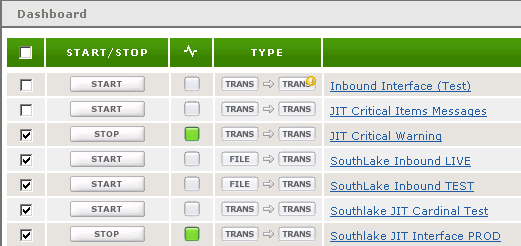 Dashboard
START/STOP TYPE
START TRANS TRANS Inbound Interface (Test)
START TRANS TRANS JIT Critical Items Messages
STOP TRANS TRANS JIT Critical Warning
START FILE TRANS SouthLake Inbound LIVE
START FILE TRANS SouthLake Inbound TEST
START TRANS TRANS Southlake JIT Cardinal Test
STOP TRANS TRANS Southlake JIT Interface PROD